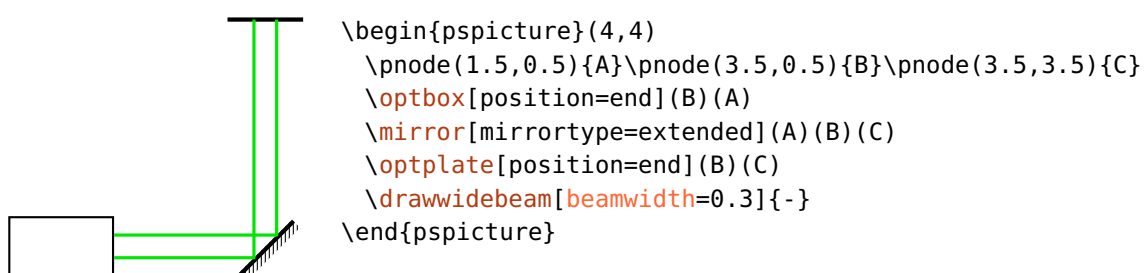 \begin{pspicture}(4,4)
\pnode(1.5,0.5){A}\pnode(3.5,0.5){B}\pnode(3.5,3.5){C}
\optbox[position=end](B)(A)
\mirror[mirrortype=extended](A)(B)(C)
\optplate[position=end](B)(C)
\drawwidebeam[beamwidth=0.3]{-}
\end{pspicture}